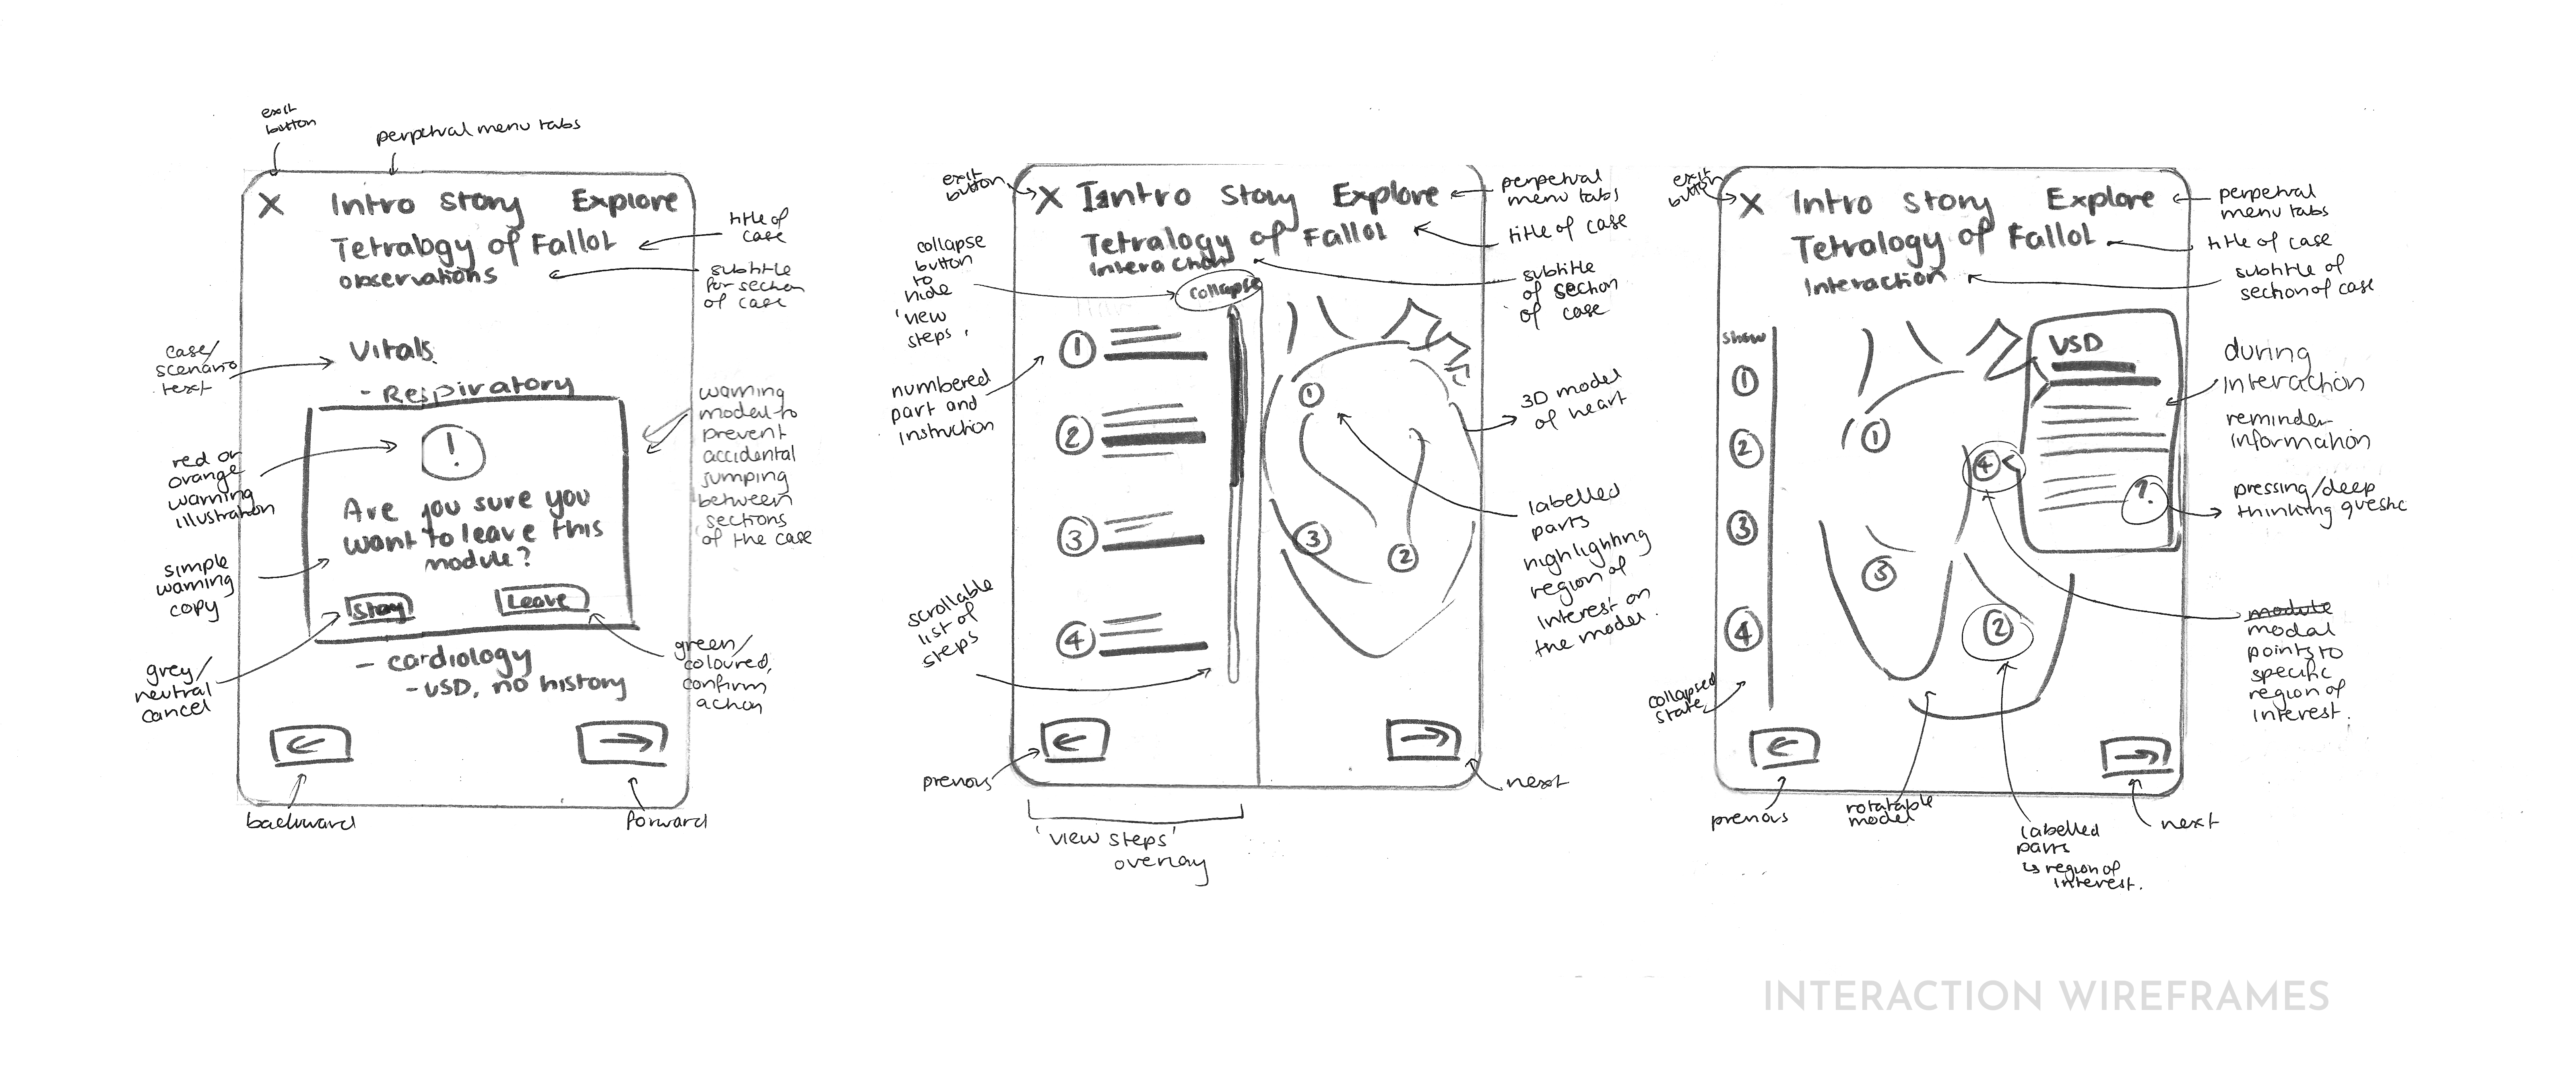 exit
button
perpetual menu tabs
X Intro Story Explore
Tetralogy of Fallot
observations
title of
case
subtitle
for section
of case
case/
scenario
text
Vitals
- Respiratory
red or
orange
warning
illustration
!
Are you sure you
want to leave this
module?
Stay
Leave
simple
warning
copy
warning
modal to
prevent
accidental
jumping
between
sections
of the case
grey/
neutral
cancel
green/
coloured,
confirm
action
- cardiology
- VSD, no history
backward
forward
exit
button
X Intro Story Explore
Tetralogy of Fallot
Interaction
perpetual
menu tabs
title of case
subtitle
of section
of case
collapse
button
to
hide
'view
steps'
collapse
numbered
part and
instruction
1
2
3
4
1
3
2
3D model
of heart
labelled
parts
highlighting
region of
interest on
the model.
scrollable
list of
steps
previous
next
'view steps'
overlay
exit
button
X Intro Story Explore
Tetralogy of Fallot
Interaction
perpetual
menu tabs
title of case
subtitle of
section of case
show
1
2
3
4
collapsed
state
1
4
3
2
VSD
?
during
interaction
reminder
information
pressing/deep
thinking questic
module
modal
points to
specific
region of
interest.
previous
rotatable
model
labelled
parts
↳ region of
interest.
next
INTERACTION WIREFRAMES